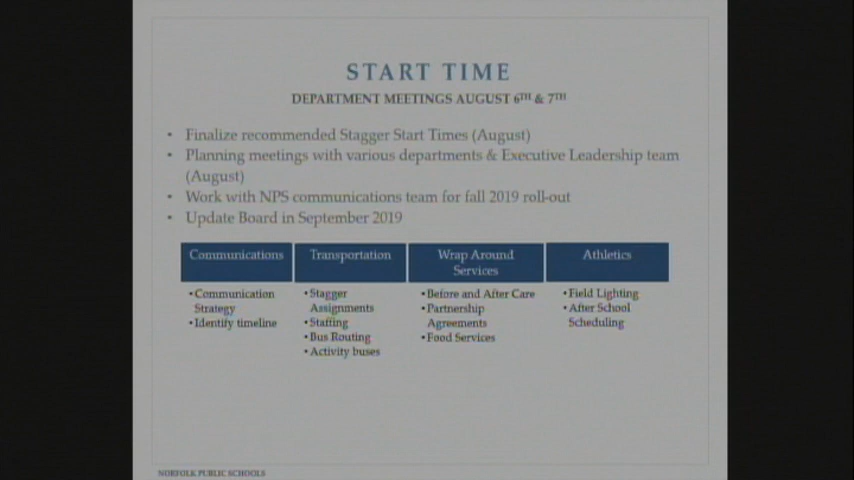 START TIME
DEPARTMENT MEETINGS AUGUST 6TH & 7TH
• Finalize recommended Stagger Start Times (August)
• Planning meetings with various departments & Executive Leadership team
(August)
• Work with NPS communications team for fall 2019 roll-out
• Update Board in September 2019
Communications
• Communication
Strategy
• Identify timeline
Transportation
• Stagger
Assignments
• Staffing
• Bus Routing
• Activity buses
Wrap Around
Services
• Before and After Care
• Partnership
Agreements
• Food Services
Athletics
• Field Lighting
• After School
Scheduling
NORFOLK PUBLIC SCHOOLS